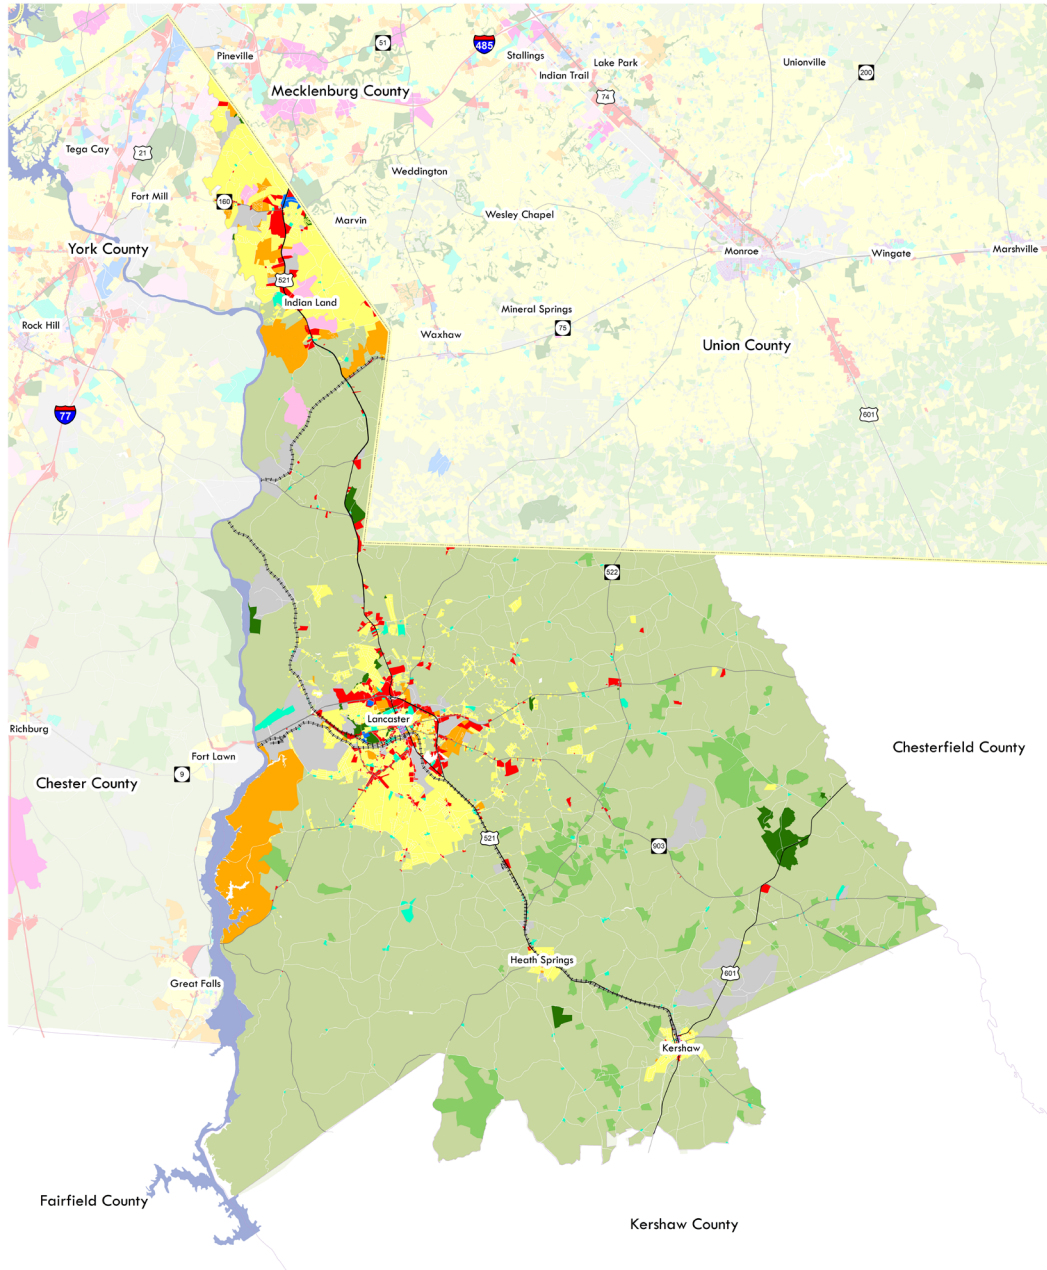 51
485
Pineville
Stallings
Lake Park
Unionville
Indian Trail
200
Mecklenburg County
74
Tega Cay
21
Weddington
Fort Mill
160
Marvin
Wesley Chapel
York County
Monroe
Wingate
Marshville
521
Indian Land
Mineral Springs
Rock Hill
75
Waxhaw
Union County
77
601
522
Lancaster
Richburg
Fort Lawn
Chesterfield County
9
Chester County
521
903
Heath Springs
601
Great Falls
Kershaw
Fairfield County
Kershaw County